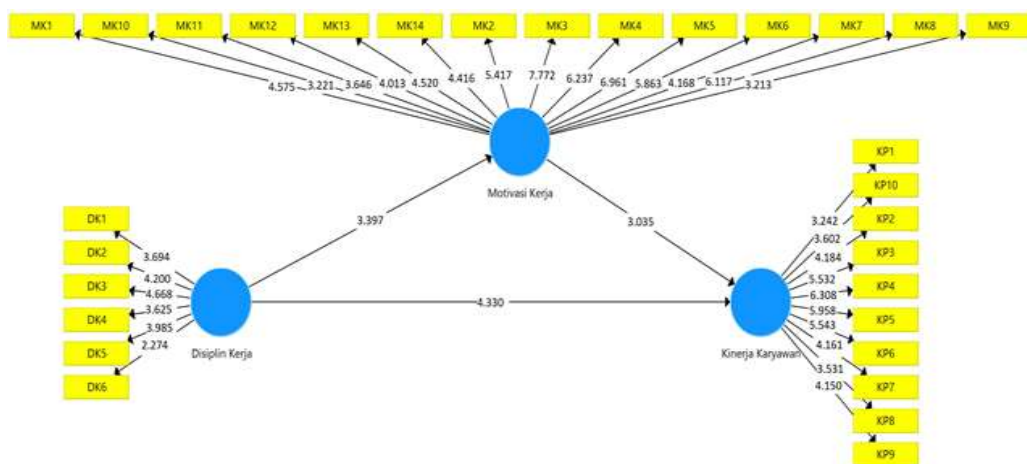 MK1 MK10 MK11 MK12 MK13 MK14 MK2 MK3 MK4 MK5 MK6 MK7 MK8 MK9
4.575 3.221 3.646 4.013 4.520 4.416 5.417 7.772 6.237 6.961 5.863 4.168 6.117 3.213
Motivasi Kerja
3.397
3.035
DK1
DK2
DK3
DK4
DK5
DK6
3.694
4.200
4.668
3.625
3.985
2.274
Disiplin Kerja
4.330
Kinerja Karyawan
3.242
3.602
4.184
5.532
6.308
5.958
5.543
4.161
3.531
4.150
KP1
KP10
KP2
KP3
KP4
KP5
KP6
KP7
KP8
KP9